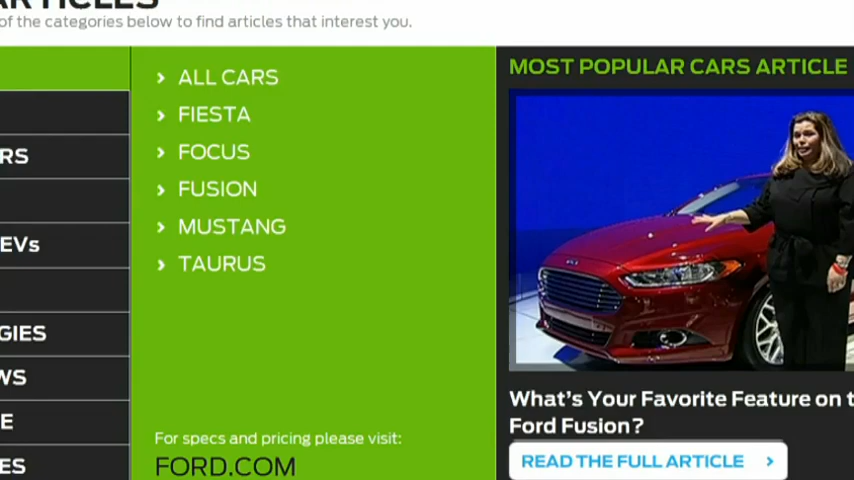 ARTICLES
of the categories below to find articles that interest you.
ALL CARS
FIESTA
FOCUS
FUSION
MUSTANG
TAURUS
For specs and pricing please visit:
FORD.COM
RS
EVs
GIES
WS
E
ES
MOST POPULAR CARS ARTICLE
What's Your Favorite Feature on t
Ford Fusion?
READ THE FULL ARTICLE